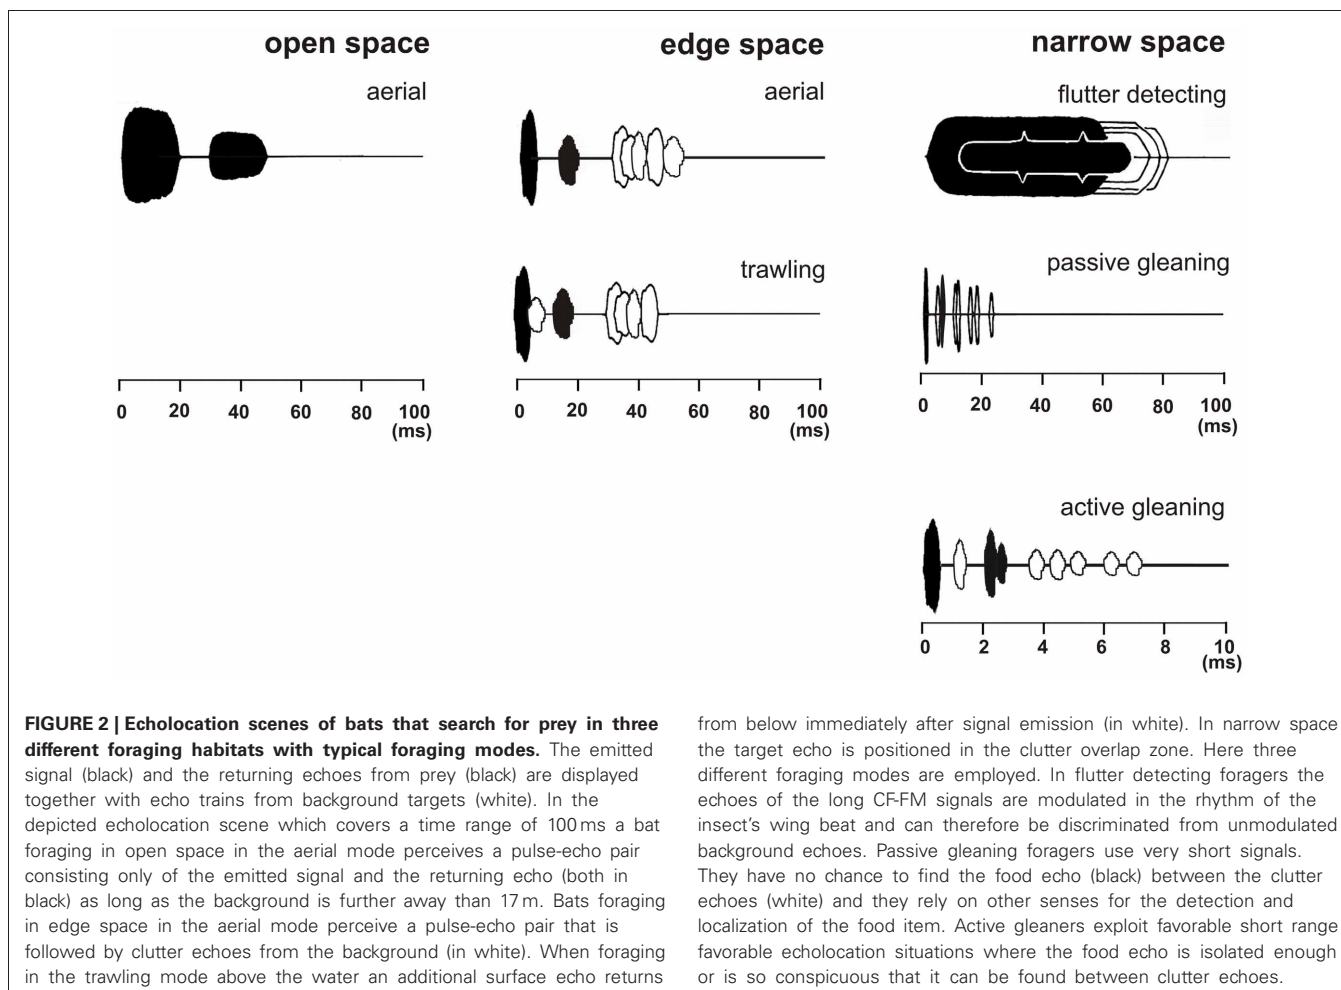 open space
aerial
0 20 40 60 80 100
(ms)
edge space
aerial
trawling
0 20 40 60 80 100
(ms)
narrow space
flutter detecting
passive gleaning
0 20 40 60 80 100
(ms)
active gleaning
0 2 4 6 8 10
(ms)
FIGURE 2 | Echolocation scenes of bats that search for prey in three
different foraging habitats with typical foraging modes. The emitted
signal (black) and the returning echoes from prey (black) are displayed
together with echo trains from background targets (white). In the
depicted echolocation scene which covers a time range of 100 ms a bat
foraging in open space in the aerial mode perceives a pulse-echo pair
consisting only of the emitted signal and the returning echo (both in
black) as long as the background is further away than 17 m. Bats foraging
in edge space in the aerial mode perceive a pulse-echo pair that is
followed by clutter echoes from the background (in white). When foraging
in the trawling mode above the water an additional surface echo returns
from below immediately after signal emission (in white). In narrow space
the target echo is positioned in the clutter overlap zone. Here three
different foraging modes are employed. In flutter detecting foragers the
echoes of the long CF-FM signals are modulated in the rhythm of the
insect's wing beat and can therefore be discriminated from unmodulated
background echoes. Passive gleaning foragers use very short signals.
They have no chance to find the food echo (black) between the clutter
echoes (white) and they rely on other senses for the detection and
localization of the food item. Active gleaners exploit favorable short range
favorable echolocation situations where the food echo is isolated enough
or is so conspicuous that it can be found between clutter echoes.